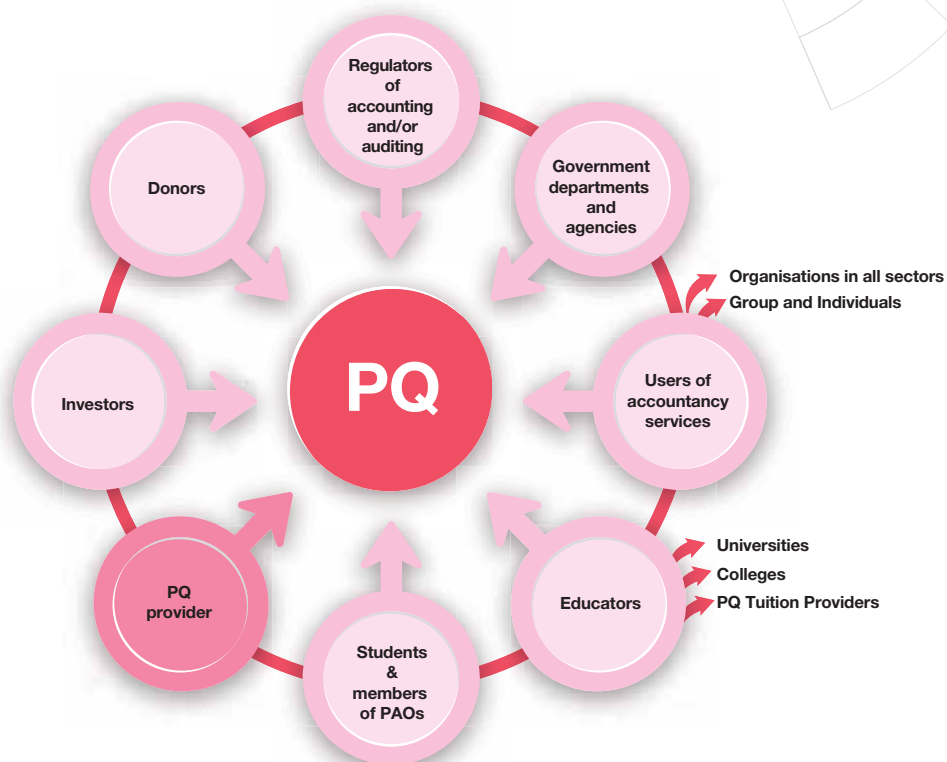 Regulators
of
accounting
and/or
auditing
Donors
Government
departments
and
agencies
Organisations in all sectors
Group and Individuals
PQ
Investors
Users of
accountancy
services
Universities
Colleges
PQ Tuition Providers
PQ
provider
Educators
Students
&
members
of PAOs